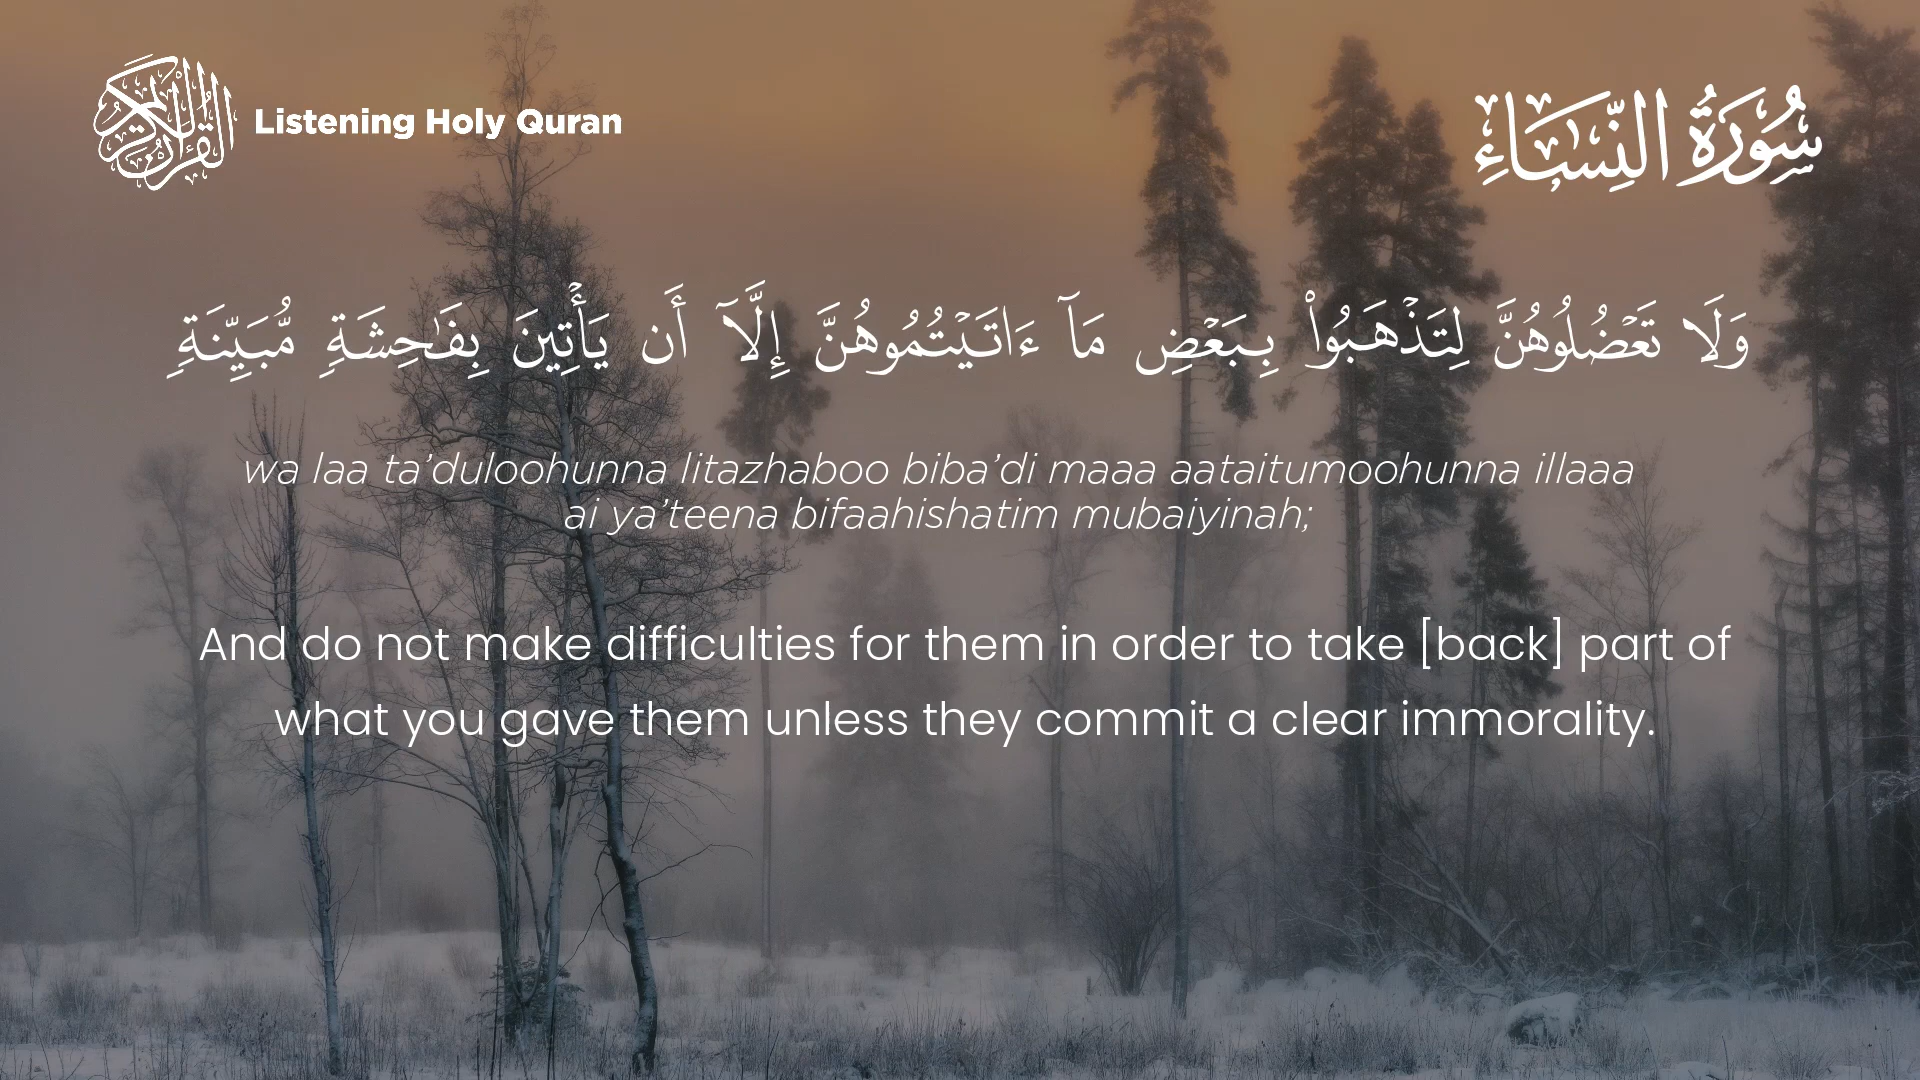 القرآن الكريم
Listening Holy Quran
سُورَةُ النِّسَاءِ
وَلَا تَعۡضُلُوهُنَّ لِتَذۡهَبُواْ بِبَعۡضِ مَآ ءَاتَيۡتُمُوهُنَّ إِلَّآ أَن يَأۡتِينَ بِفَٰحِشَةٖ مُّبَيِّنَةٖۚ
wa laa ta’duloohunna litazhaboo biba’di maaa aataitumoohunna illaaa
ai ya’teena bifaahishatim mubaiyinah;
And do not make difficulties for them in order to take [back] part of
what you gave them unless they commit a clear immorality.